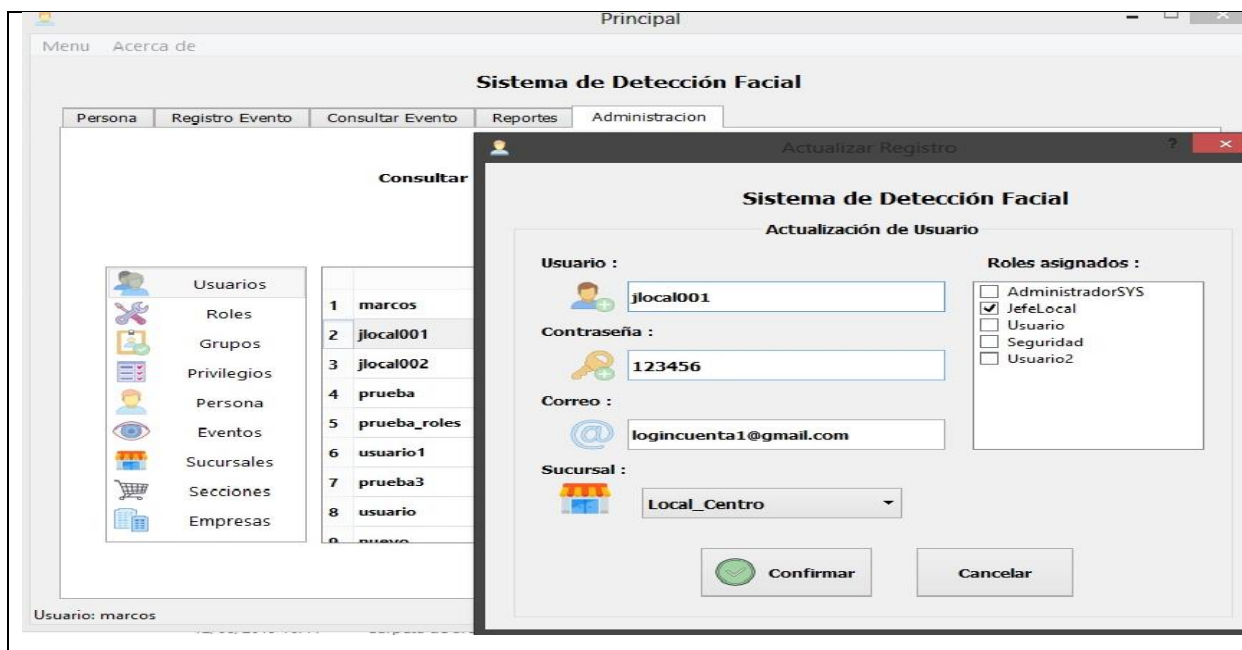 Principal
Menu Acerca de
Sistema de Detección Facial
Persona Registro Evento Consultar Evento Reportes Administracion
Consultar
Usuarios
Roles
Grupos
Privilegios
Persona
Eventos
Sucursales
Secciones
Empresas
1 marcos
2 jlocal001
3 jlocal002
4 prueba
5 prueba_roles
6 usuario1
7 prueba3
8 usuario
9 nuevo
Usuario: marcos
Actualizar Registro
?
Sistema de Detección Facial
Actualización de Usuario
Usuario :
jlocal001
Contraseña :
123456
Correo :
@ logincuenta1@gmail.com
Sucursal :
Local_Centro
Roles asignados :
AdministradorSYS
JefeLocal
Usuario
Seguridad
Usuario2
Confirmar Cancelar